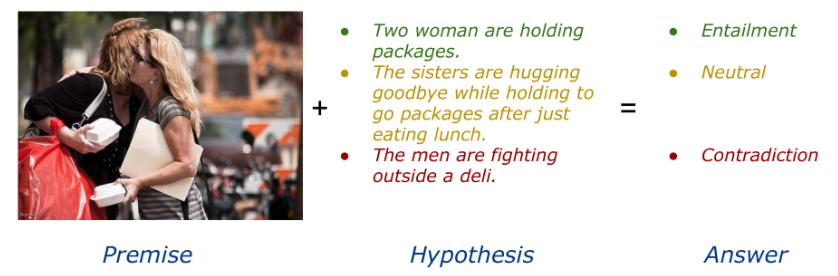 ● Two woman are holding
packages.
● The sisters are hugging
goodbye while holding to
go packages after just
eating lunch.
● The men are fighting
outside a deli.
+
=
● Entailment
● Neutral
● Contradiction
Premise
Hypothesis
Answer